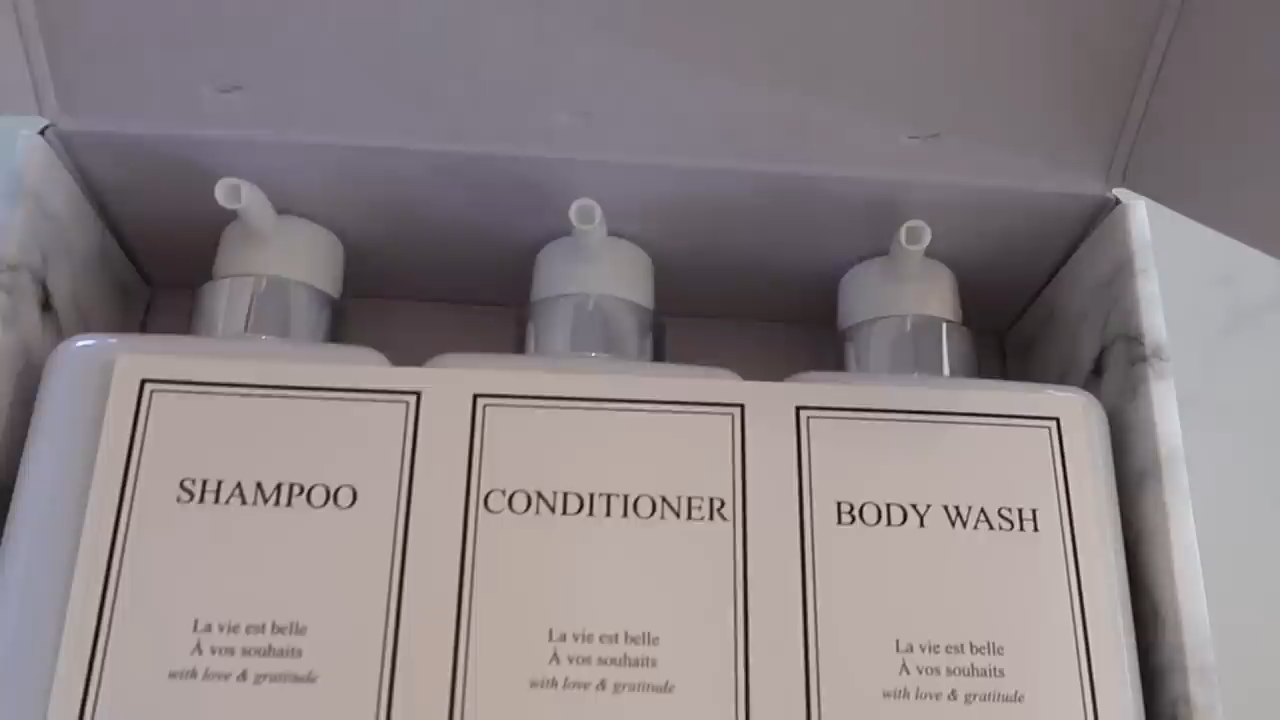 SHAMPOO
La vie est belle
À vos souhaits
with love & gratitude
CONDITIONER
La vie est belle
À vos souhaits
with love & gratitude
BODY WASH
La vie est belle
À vos souhaits
with love & gratitude